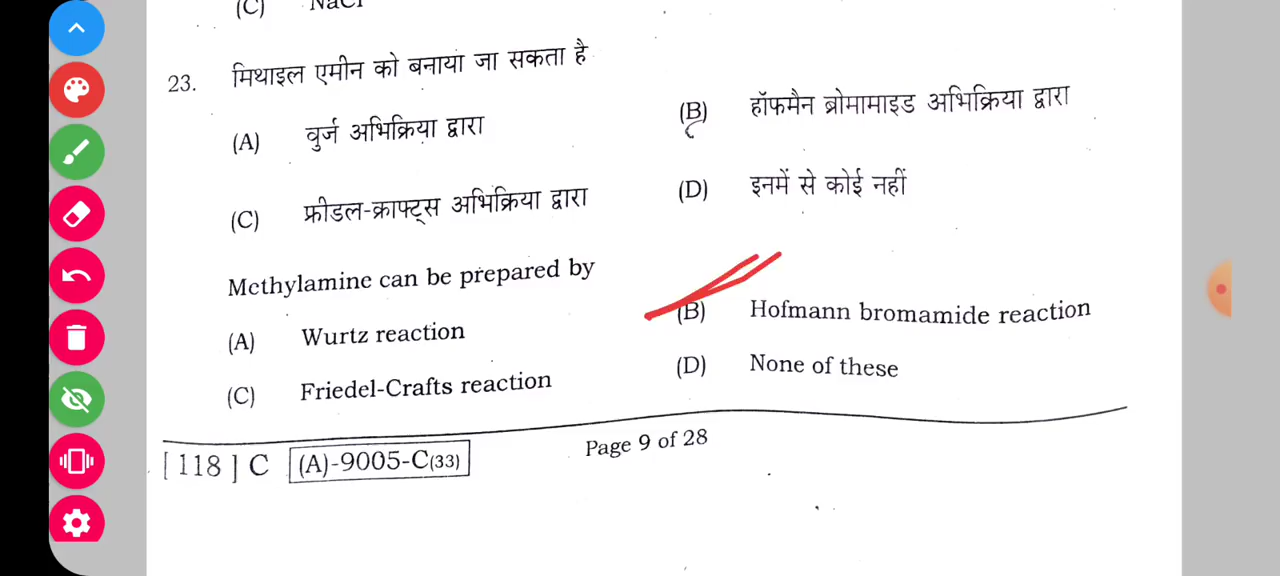 (C) NaCl
23. मिथाइल एमीन को बनाया जा सकता है
(A) वुर्ज अभिक्रिया द्वारा (B) हॉफमैन ब्रोमामाइड अभिक्रिया द्वारा
(C) फ्रीडल-क्राफ्ट्स अभिक्रिया द्वारा (D) इनमें से कोई नहीं
Methylamine can be prepared by
(A) Wurtz reaction (B) Hofmann bromamide reaction
(C) Friedel-Crafts reaction (D) None of these
[ 118 ] C (A)-9005-C(33) Page 9 of 28